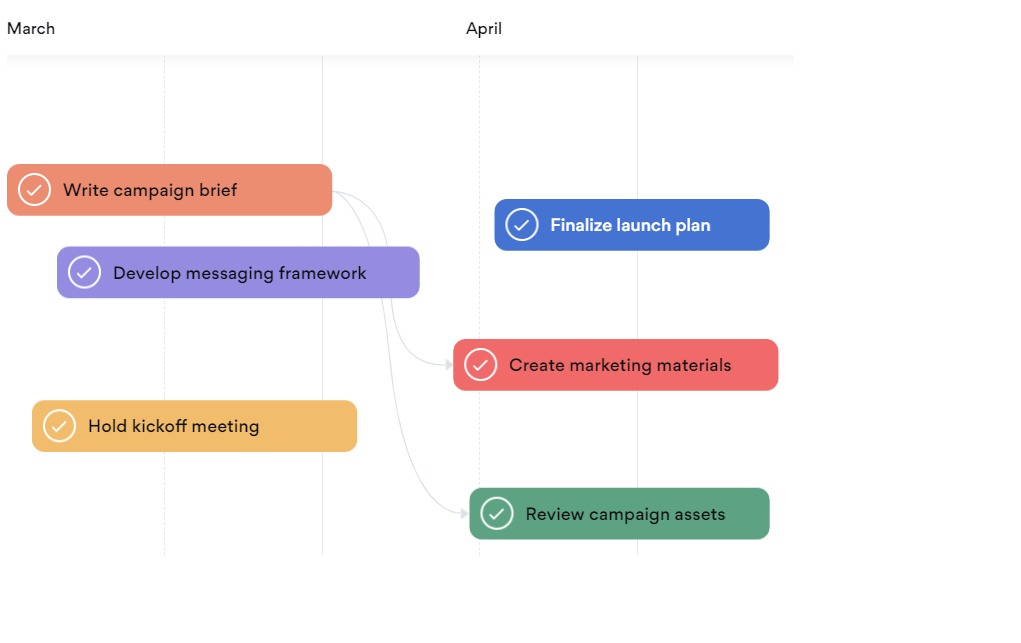 March
April
Write campaign brief
Finalize launch plan
Develop messaging framework
Create marketing materials
Hold kickoff meeting
Review campaign assets